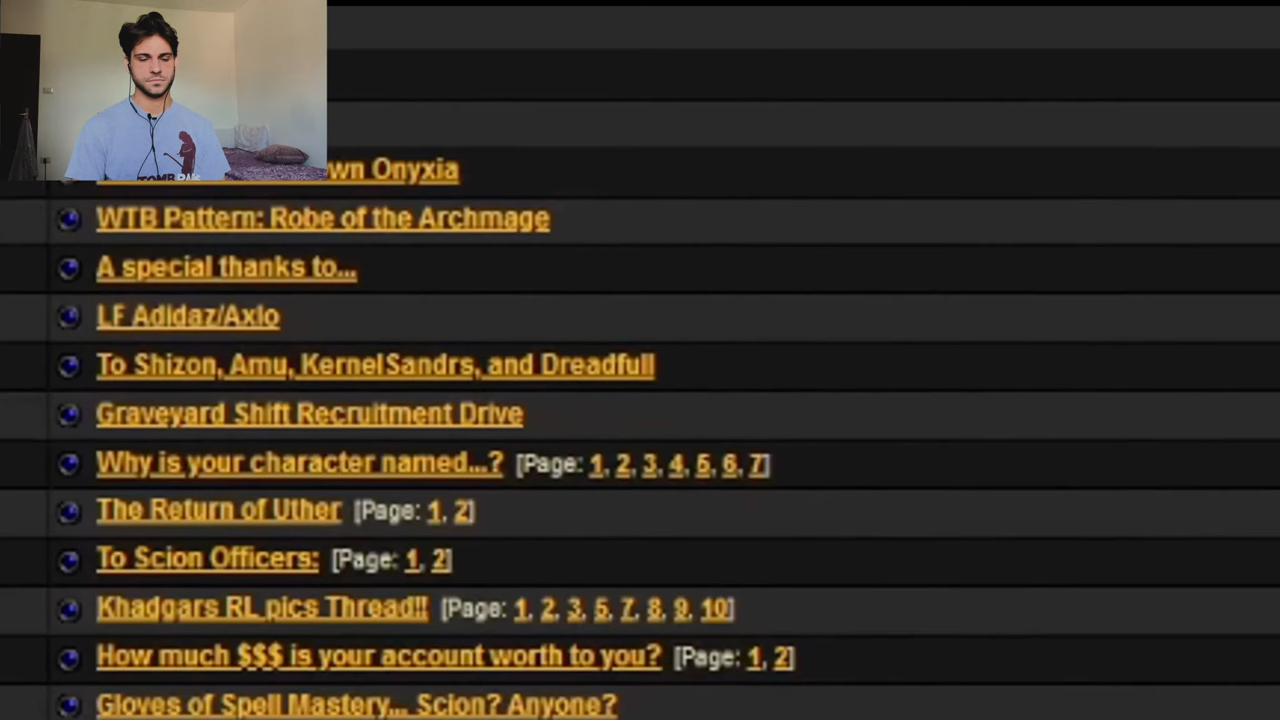 wn Onyxia
WTB Pattern: Robe of the Archmage
A special thanks to...
LF Adidaz/Axio
To Shizon, Amu, KernelSandrs, and Dreadfull
Graveyard Shift Recruitment Drive
Why is your character named...? [Page: 1, 2, 3, 4, 5, 6, 7]
The Return of Uther [Page: 1, 2]
To Scion Officers: [Page: 1, 2]
Khadgars RL pics Thread!! [Page: 1, 2, 3, 5, 7, 8, 9, 10]
How much $$$ is your account worth to you? [Page: 1, 2]
Gloves of Spell Mastery... Scion? Anyone?
TOMB